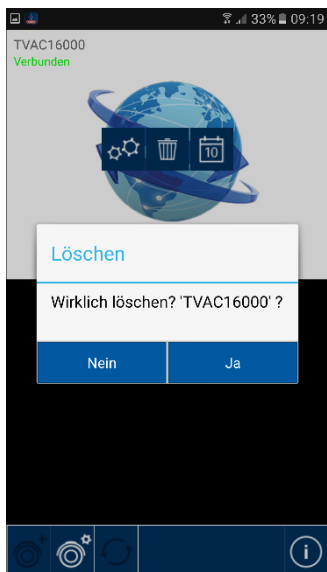 33% 09:19
TVAC16000
Verbunden
10
Löschen
Wirklich löschen? 'TVAC16000' ?
Nein Ja
i